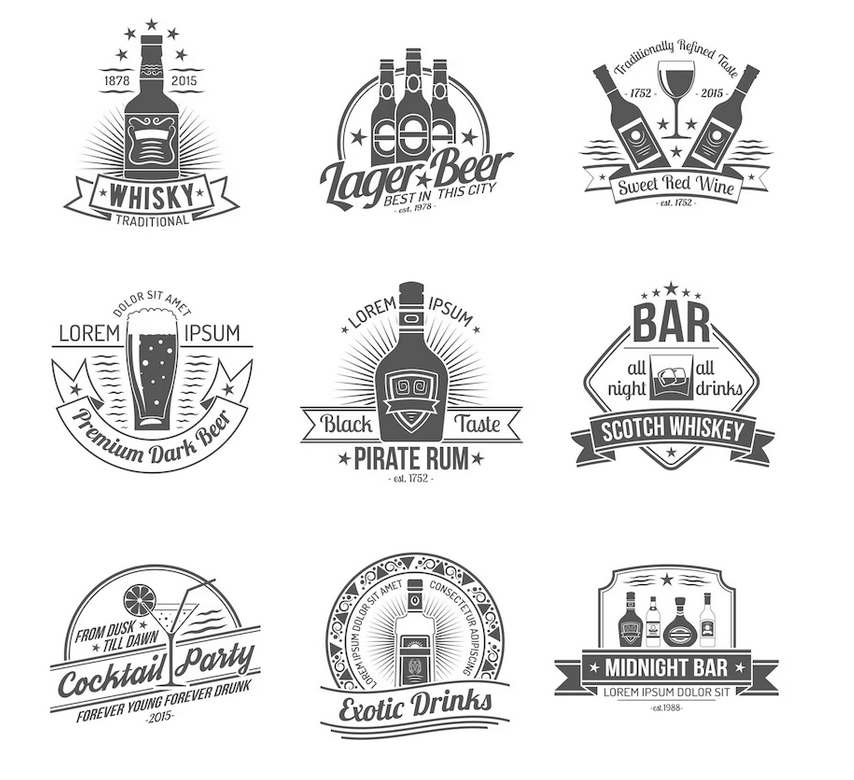 1878 2015
WHISKY
TRADITIONAL
Lager Beer
BEST IN THIS CITY
- est. 1978 -
Traditionally Refined Taste
- 1752 - - 2015 -
Sweet Red Wine
- est. 1752 -
DOLOR SIT AMET
LOREM IPSUM
Premium Dark Beer
LOREM IPSUM
Black Taste
PIRATE RUM
- est. 1752 -
BAR
all all
night drinks
SCOTCH WHISKEY
FROM DUSK
TILL DAWN
Cocktail Party
FOREVER YOUNG FOREVER DRUNK
-2015-
LOREM IPSUM DOLOR SIT AMET CONSECTETUR ADIPISCING
Exotic Drinks
MIDNIGHT BAR
LOREM IPSUM DOLOR SIT
-est.1988-